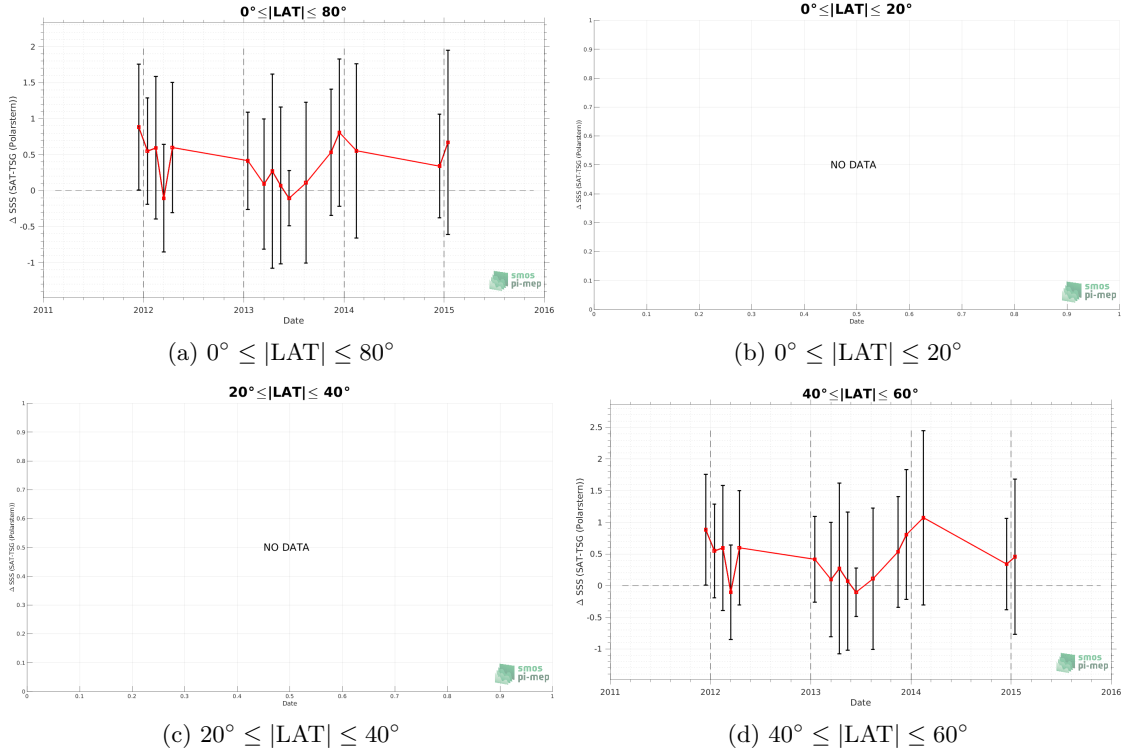 0°≤|LAT|≤ 80°
Δ SSS (SAT-TSG (Polarstern))
2
1.5
1
0.5
0
-0.5
-1
2011
2012
2013
2014
2015
2016
Date
smos
pi-mep
(a) 0° ≤ |LAT| ≤ 80°
0°≤|LAT|≤ 20°
Δ SSS (SAT-TSG (Polarstern))
1
0.9
0.8
0.7
0.6
0.5
0.4
0.3
0.2
0.1
0
NO DATA
0
0.1
0.2
0.3
0.4
0.5
0.6
0.7
0.8
0.9
1
Date
smos
pi-mep
(b) 0° ≤ |LAT| ≤ 20°
20°≤|LAT|≤ 40°
Δ SSS (SAT-TSG (Polarstern))
1
0.9
0.8
0.7
0.6
0.5
0.4
0.3
0.2
0.1
0
NO DATA
0
0.1
0.2
0.3
0.4
0.5
0.6
0.7
0.8
0.9
1
Date
smos
pi-mep
(c) 20° ≤ |LAT| ≤ 40°
40°≤|LAT|≤ 60°
Δ SSS (SAT-TSG (Polarstern))
2.5
2
1.5
1
0.5
0
-0.5
-1
2011
2012
2013
2014
2015
2016
Date
smos
pi-mep
(d) 40° ≤ |LAT| ≤ 60°